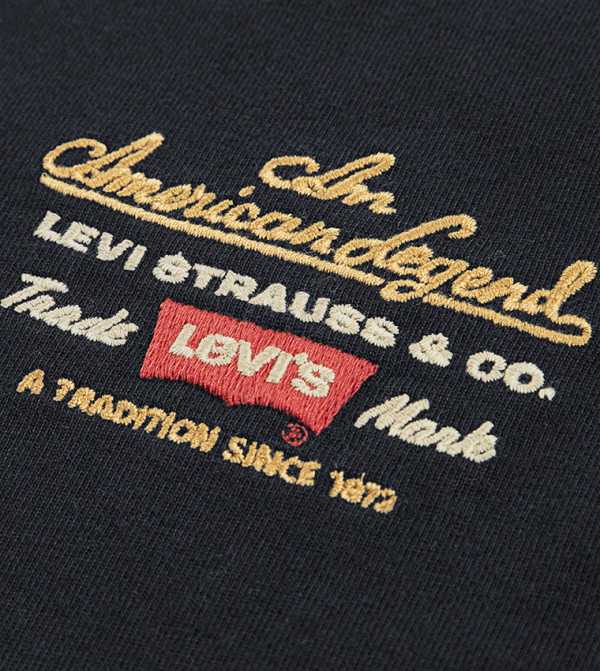 An
American Legend
LEVI STRAUSS & CO.
Trade LEVI'S Mark
®
A TRADITION SINCE 1873